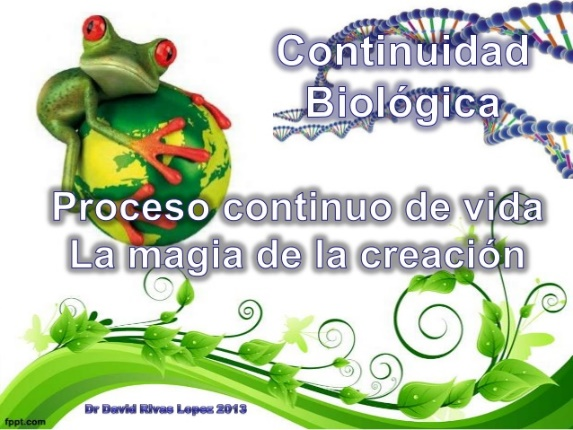 Continuidad
Biológica
Proceso continuo de vida
La magia de la creación
Dr David Rivas Lopez 2013
fppt.com